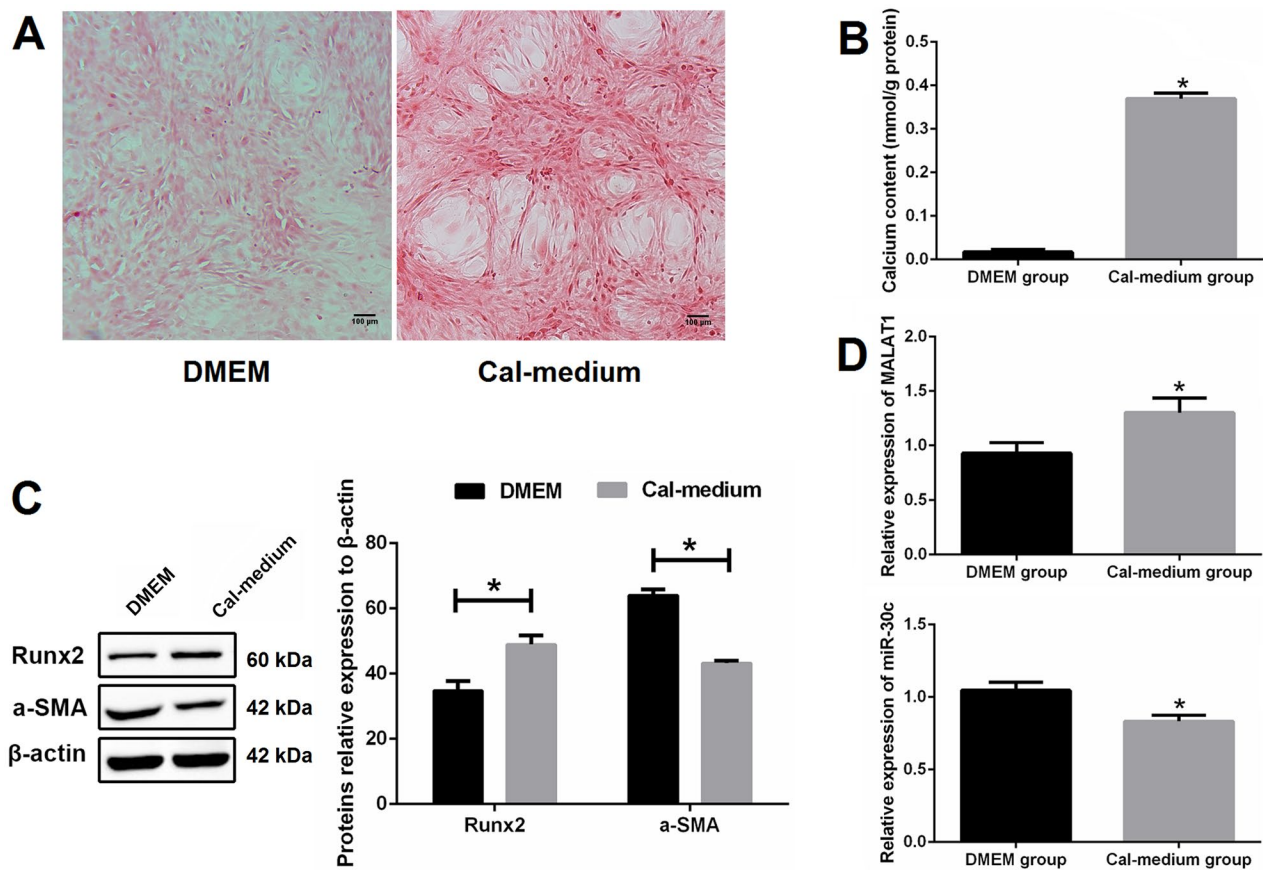 A
100 µm
100 µm
DMEM
Cal-medium
B
Calcium content (mmol/g protein)
0.5
0.4
0.3
0.2
0.1
0.0
*
DMEM group
Cal-medium group
C
DMEM
Cal-medium
Runx2
60 kDa
a-SMA
42 kDa
β-actin
42 kDa
DMEM
Cal-medium
Proteins relative expression to β-actin
80
60
40
20
0
*
*
Runx2
a-SMA
D
Relative expression of MALAT1
2.0
1.5
1.0
0.5
0.0
*
DMEM group
Cal-medium group
Relative expression of miR-30c
1.5
1.0
0.5
0.0
*
DMEM group
Cal-medium group